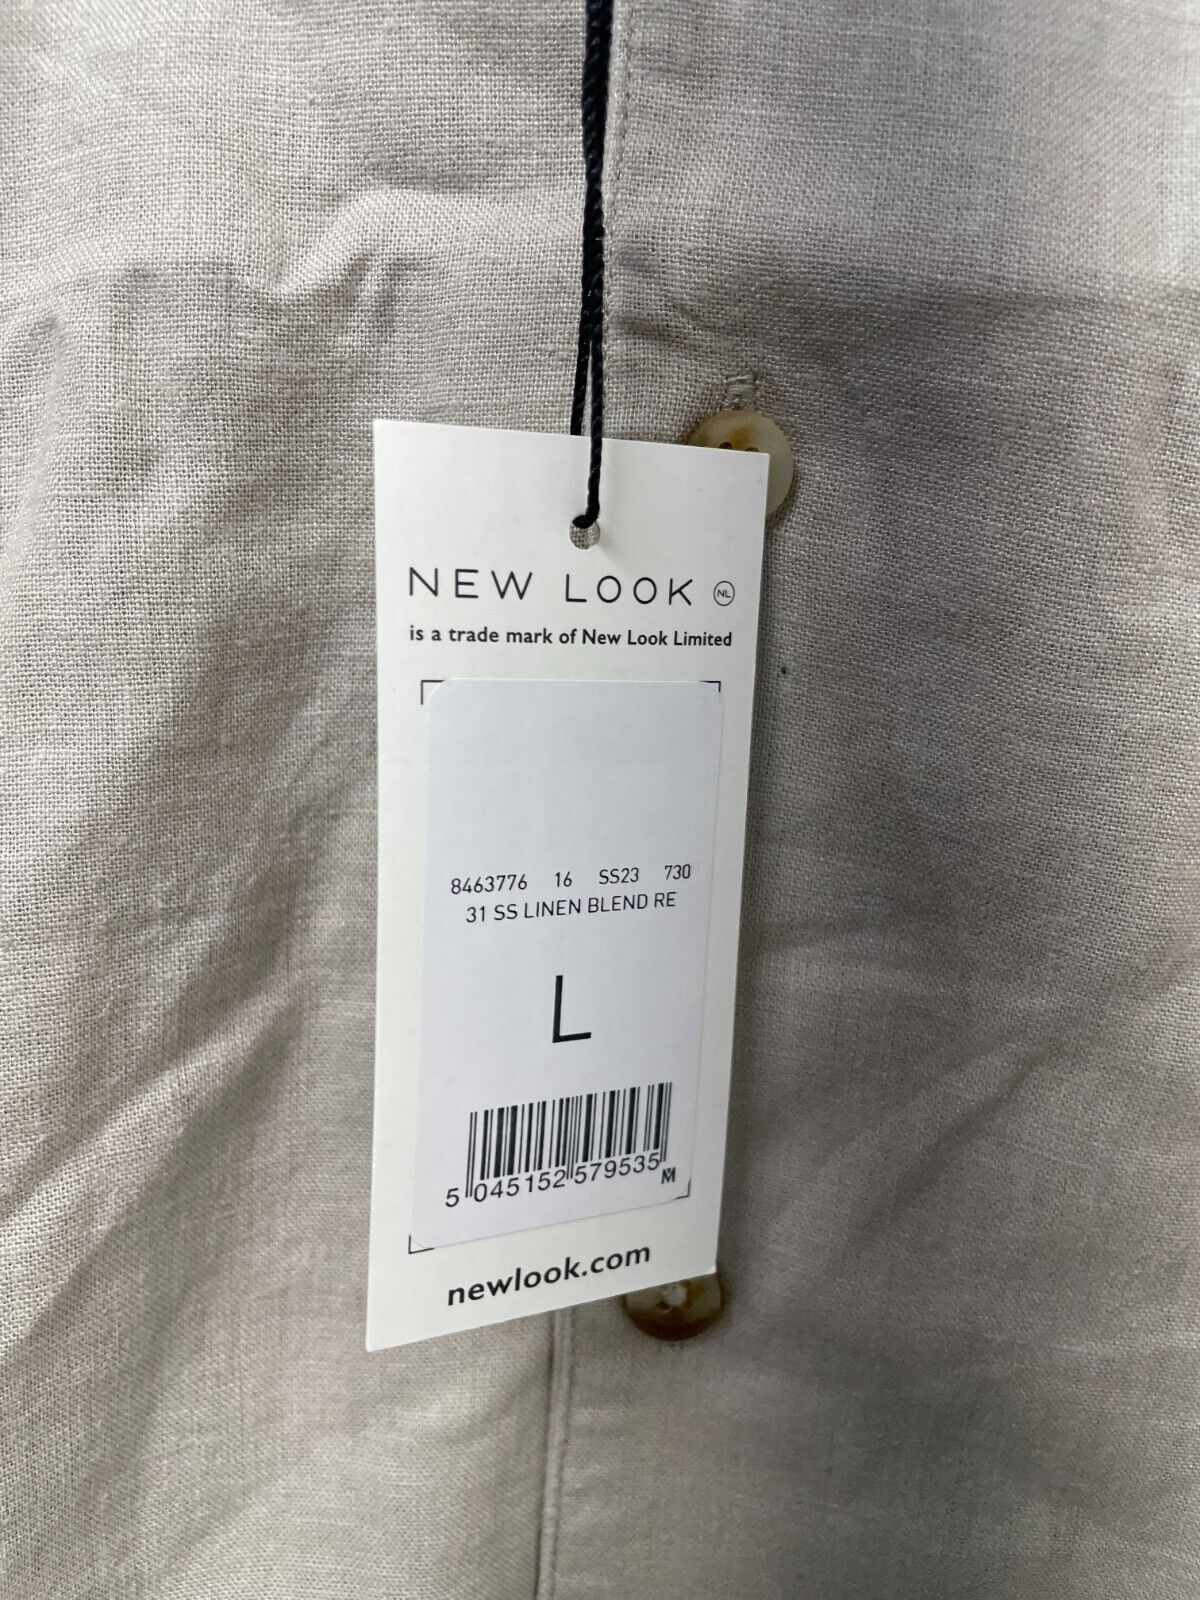 NEW LOOK NL
is a trade mark of New Look Limited
8463776 16 SS23 730
31 SS LINEN BLEND RE
L
5 045152 579535
M
newlook.com